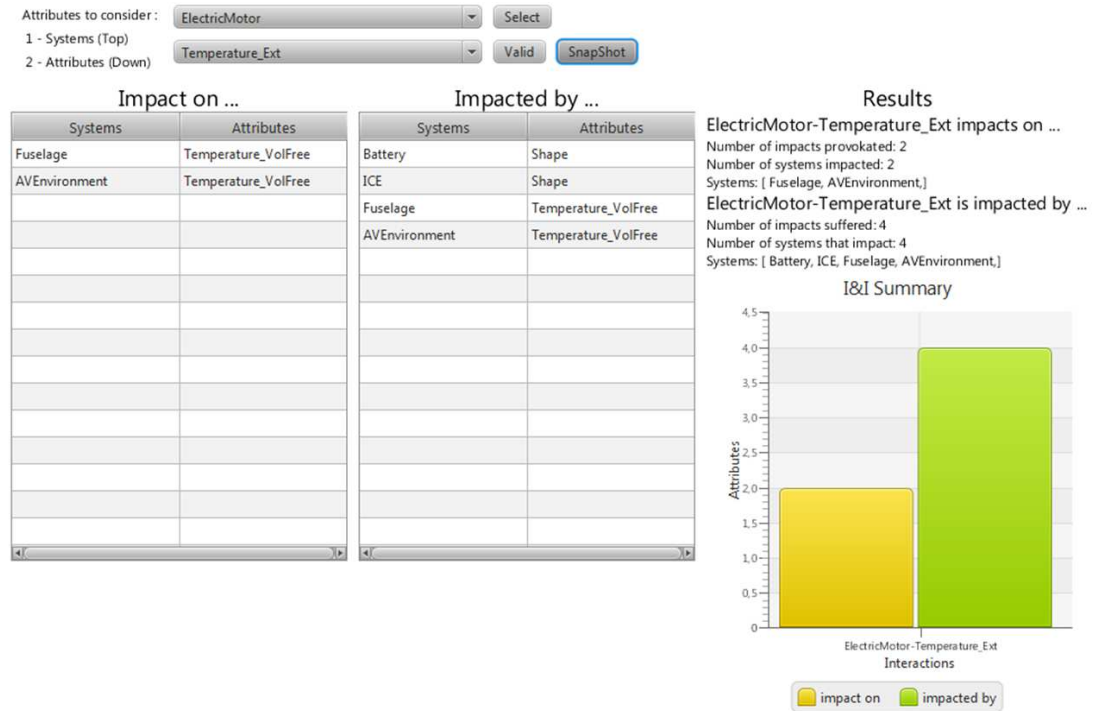 Attributes to consider :
ElectricMotor
Select
1 - Systems (Top)
2 - Attributes (Down)
Temperature_Ext
Valid
SnapShot
Impact on ...
Systems Attributes
Fuselage Temperature_VolFree
AVEnvironment Temperature_VolFree
Impacted by ...
Systems Attributes
Battery Shape
ICE Shape
Fuselage Temperature_VolFree
AVEnvironment Temperature_VolFree
Results
ElectricMotor-Temperature_Ext impacts on ...
Number of impacts provokated: 2
Number of systems impacted: 2
Systems: [ Fuselage, AVEnvironment,]
ElectricMotor-Temperature_Ext is impacted by ...
Number of impacts suffered: 4
Number of systems that impact: 4
Systems: [ Battery, ICE, Fuselage, AVEnvironment,]
I&I Summary
4,5
4,0
3,5
3,0
2,5
2,0
1,5
1,0
0,5
0
Attributes
ElectricMotor-Temperature_Ext
Interactions
impact on impacted by